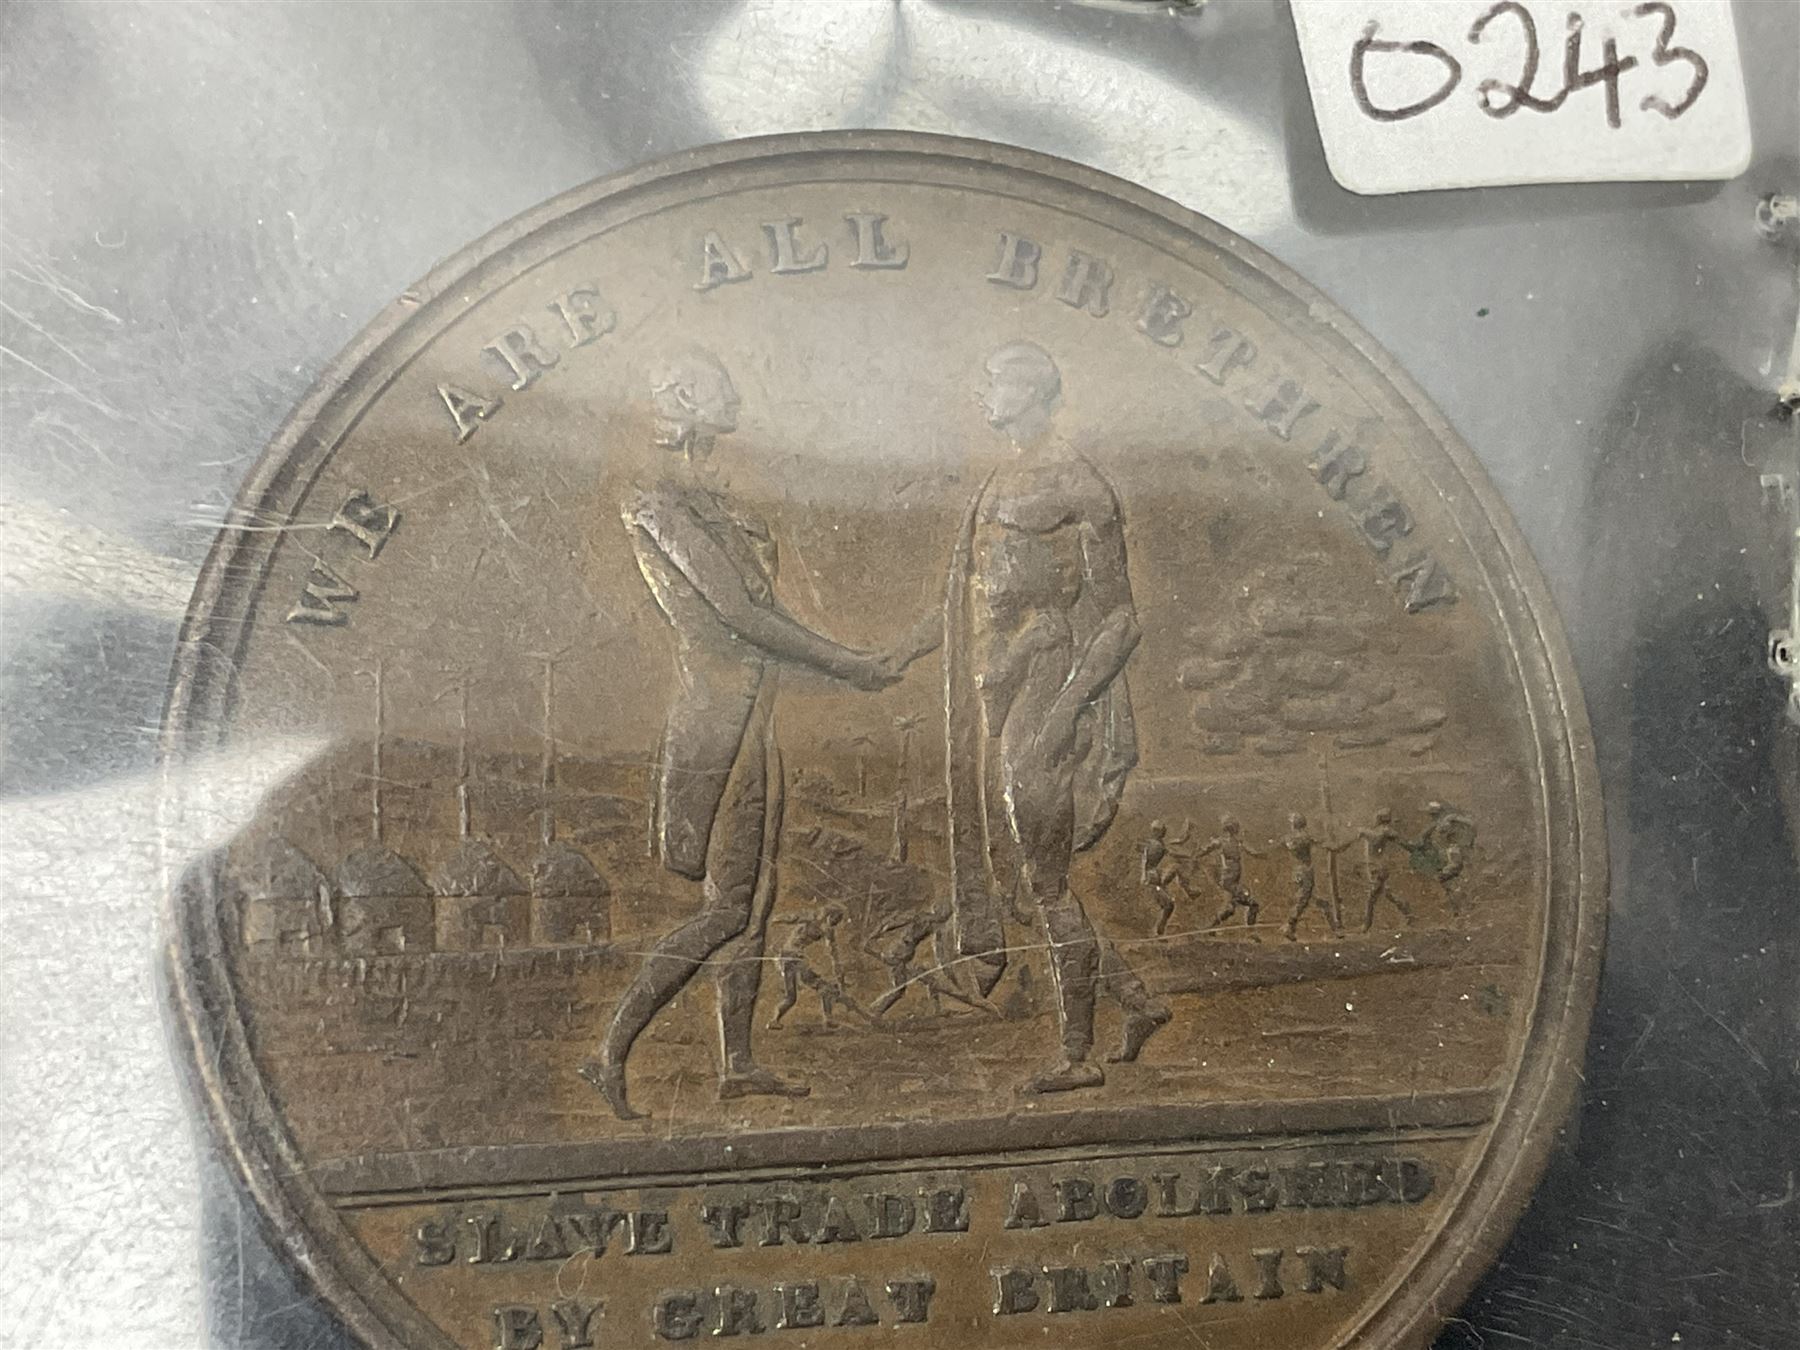 0243
WE ARE ALL BRETHREN
SLAVE TRADE ABOLISHED
BY GREAT BRITAIN